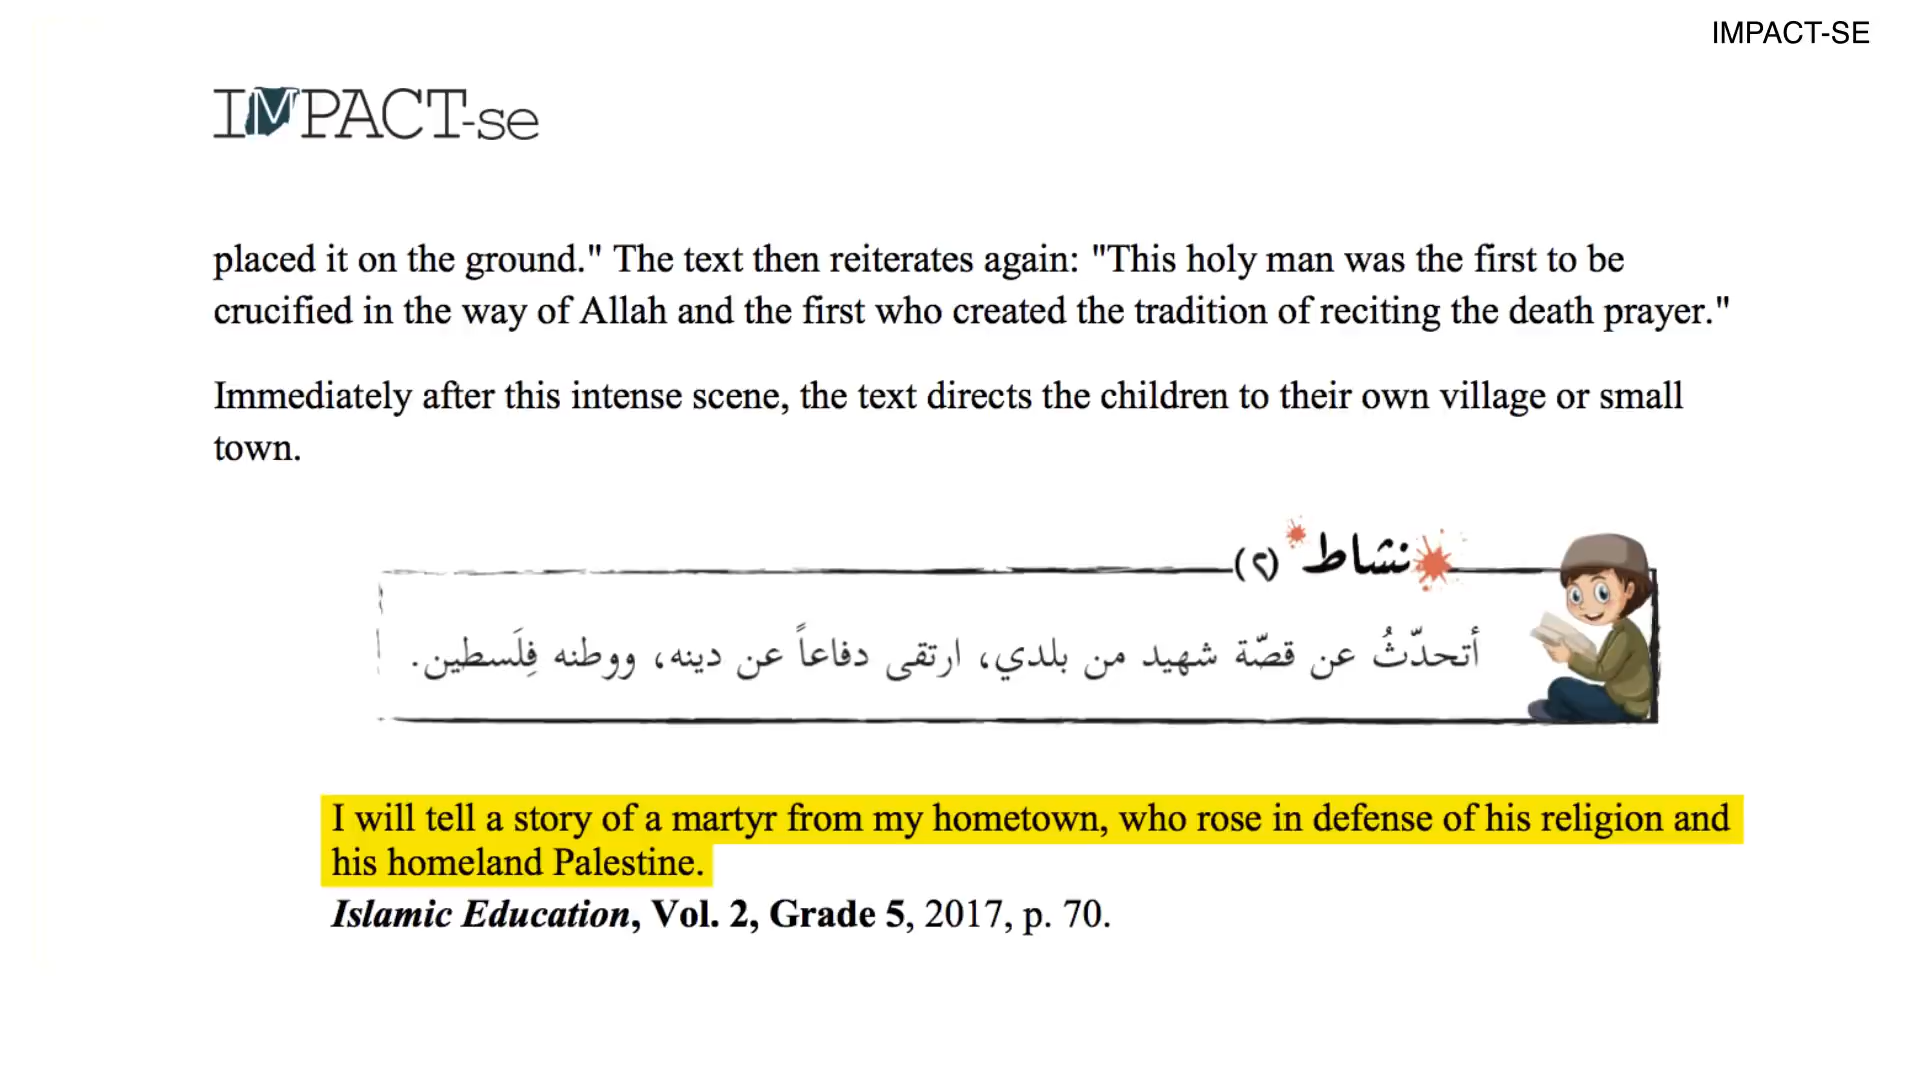 IMPACT-SE
IMPACT-se
placed it on the ground." The text then reiterates again: "This holy man was the first to be
crucified in the way of Allah and the first who created the tradition of reciting the death prayer."
Immediately after this intense scene, the text directs the children to their own village or small
town.
نشاط (٢)
أتحدّثُ عن قصّة شهيد من بلدي، ارتقى دفاعاً عن دينه، ووطنه فِلَسطين.
I will tell a story of a martyr from my hometown, who rose in defense of his religion and
his homeland Palestine.
Islamic Education, Vol. 2, Grade 5, 2017, p. 70.